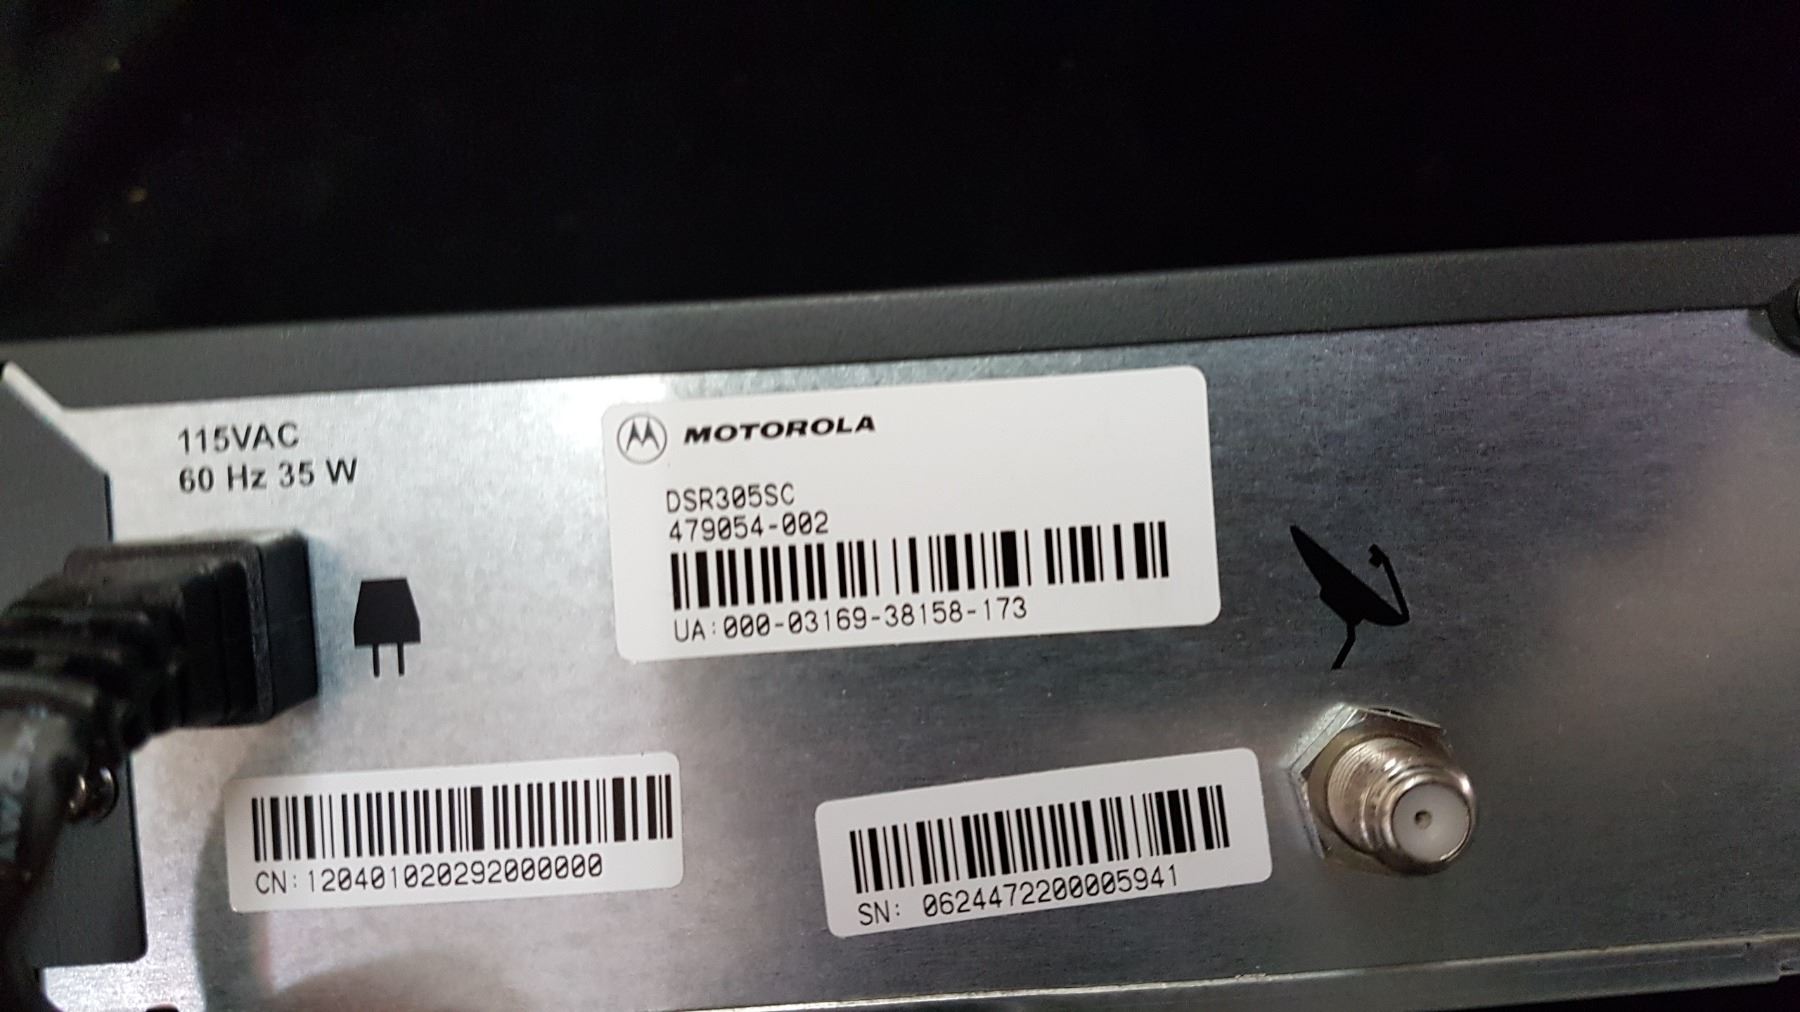 115VAC
60 Hz 35 W
MOTOROLA
DSR305SC
479054-002
UA:000-03169-38158-173
CN:120401020292000000
SN: 0624472200005941